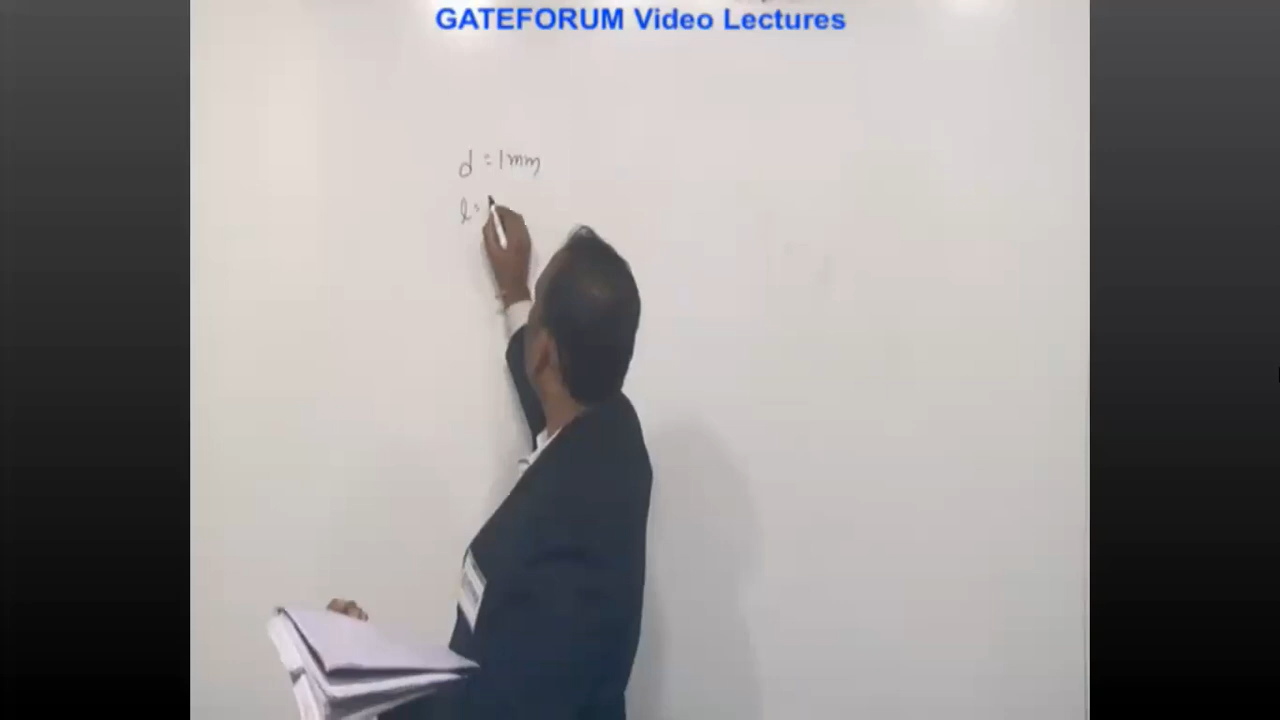 GATEFORUM Video Lectures
d = 1mm
l =